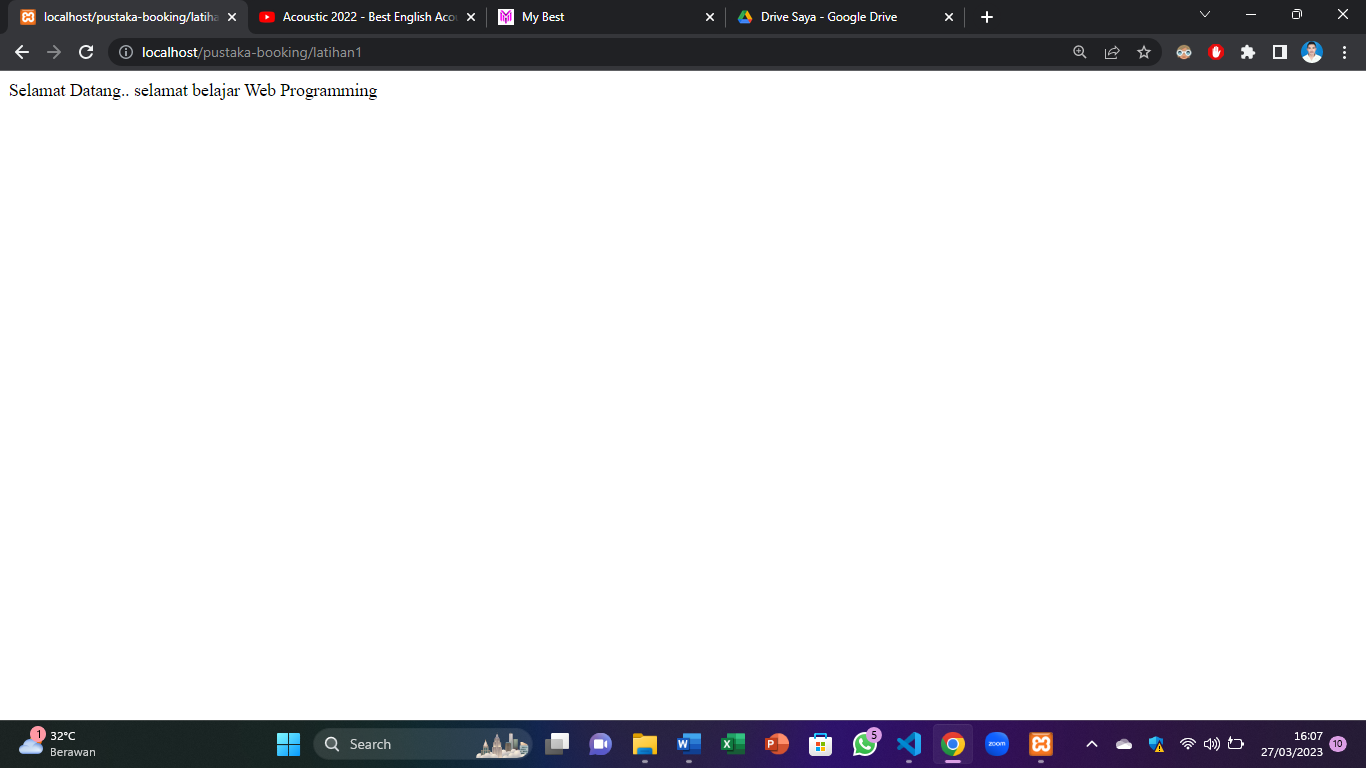 localhost/pustaka-booking/latiha
Acoustic 2022 - Best English Aco
My Best
Drive Saya - Google Drive
localhost/pustaka-booking/latihan1
Selamat Datang.. selamat belajar Web Programming
1
32°C
Berawan
Search
W
X
P
5
zoom
16:07
27/03/2023
10